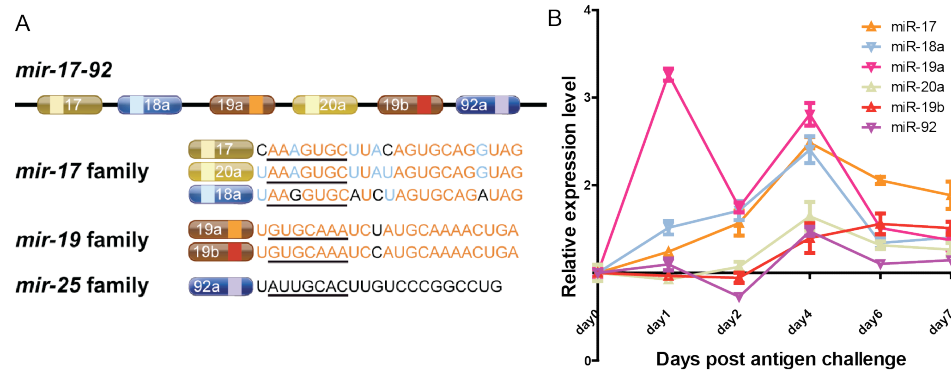 A
mir-17-92
17 18a 19a 20a 19b 92a
mir-17 family
17 CAAAGUGCUUACAGUGCAGGUAG
20a UAAAGUGCUUAUAGUGCAGGUAG
18a UAAGGUGCAUCUAGUGCAGAUAG
mir-19 family
19a UGUGCAAAUCUAUGCAAAACUGA
19b UGUGCAAAUCCAUGCAAAACUGA
mir-25 family
92a UAUUGCACUUGUCCCGGCCUG
B
Relative expression level
4
3
2
0
miR-17
miR-18a
miR-19a
miR-20a
miR-19b
miR-92
day0 day1 day2 day4 day6 day7
Days post antigen challenge